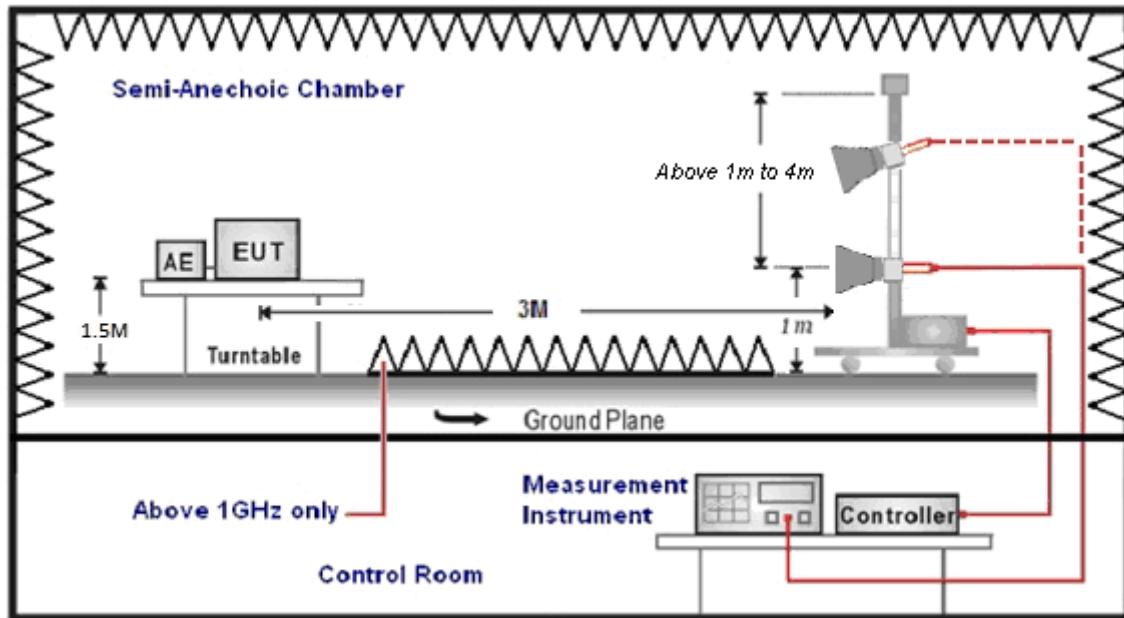 Semi-Anechoic Chamber
Above 1m to 4m
AE
EUT
1.5M
3M
1m
Turntable
Ground Plane
Above 1GHz only
Measurement
Instrument
Controller
Control Room